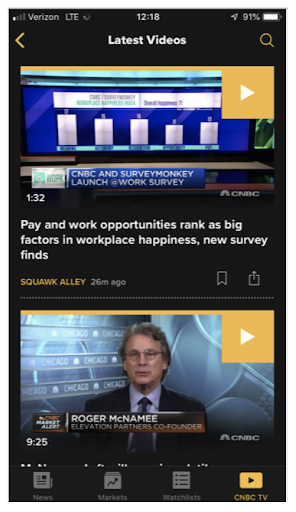 Verizon LTE
12:18
91%
Latest Videos
CNBC / SURVEYMONKEY
WORKPLACE HAPPINESS INDEX
Overall Happiness: 71
@WORK
CNBC AND SURVEYMONKEY
LAUNCH @WORK SURVEY
1:32
CNBC
Pay and work opportunities rank as big
factors in workplace happiness, new survey
finds
SQUAWK ALLEY 26m ago
CHICAGO
CNBC
CNBC
MARKET
ALERT
ROGER McNAMEE
ELEVATION PARTNERS CO-FOUNDER
9:25
CNBC
News
Markets
Watchlists
CNBC TV